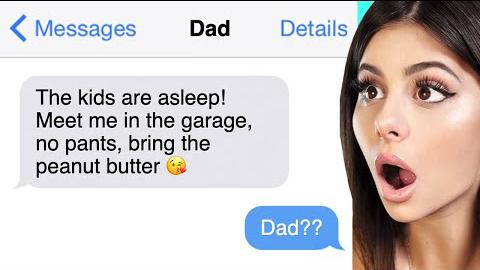 Messages Dad Details
The kids are asleep!
Meet me in the garage,
no pants, bring the
peanut butter 😘
Dad??